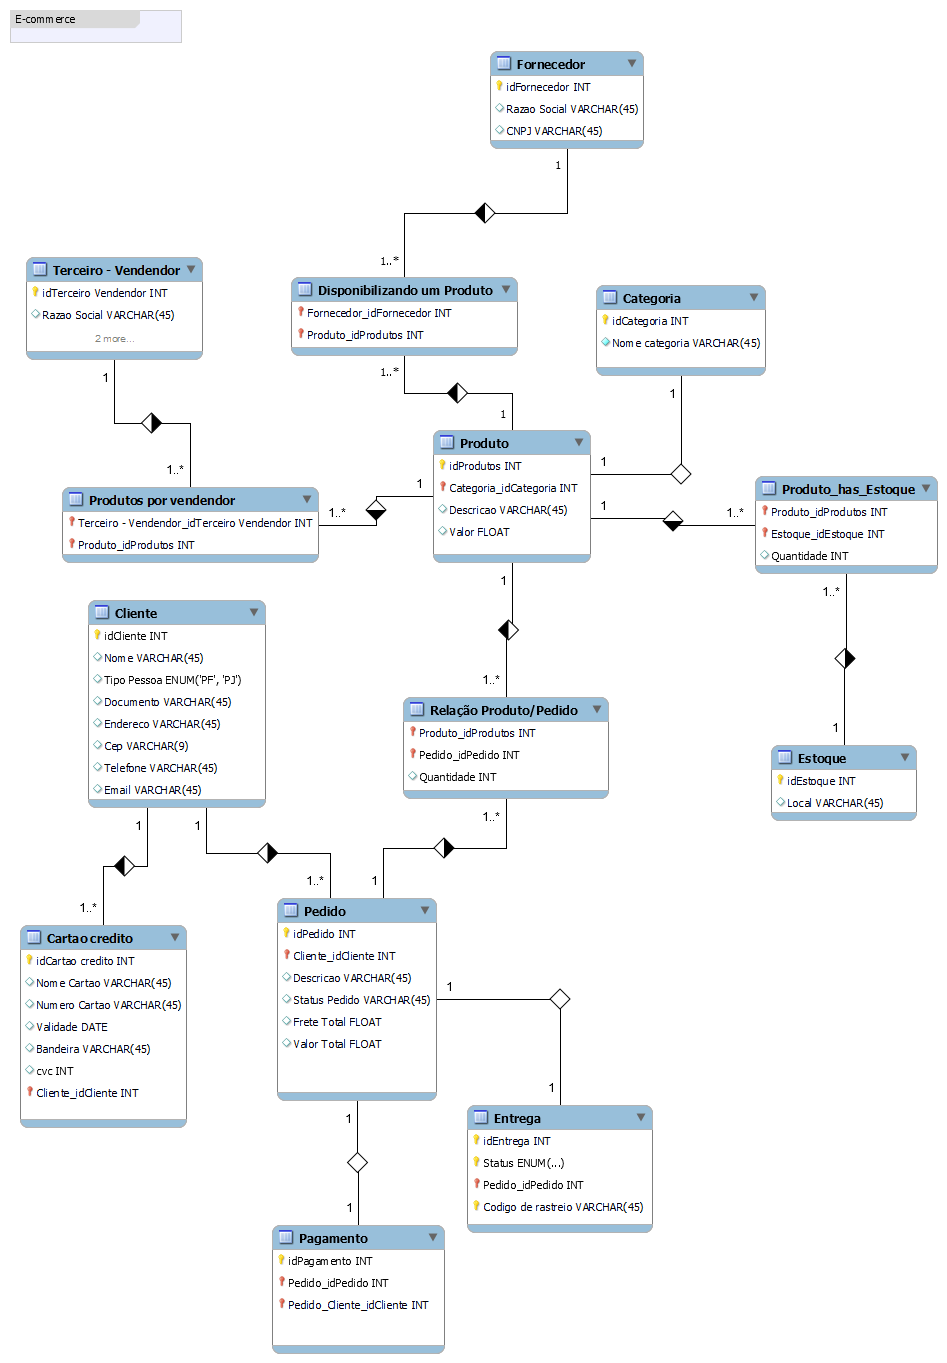 E-commerce
Fornecedor
idFornecedor INT
Razao Social VARCHAR(45)
CNPJ VARCHAR(45)
1
1..*
Terceiro - Vendendor
idTerceiro Vendendor INT
Razao Social VARCHAR(45)
2 more...
1
1..*
Disponibilizando um Produto
Fornecedor_idFornecedor INT
Produto_idProdutos INT
1..*
1
Categoria
idCategoria INT
Nome categoria VARCHAR(45)
1
1
Produto
idProdutos INT
Categoria_idCategoria INT
Descricao VARCHAR(45)
Valor FLOAT
1
1..*
1
1..*
Produtos por vendendor
Terceiro - Vendendor_idTerceiro Vendendor INT
Produto_idProdutos INT
Produto_has_Estoque
Produto_idProdutos INT
Estoque_idEstoque INT
Quantidade INT
1..*
1
Cliente
idCliente INT
Nome VARCHAR(45)
Tipo Pessoa ENUM('PF', 'PJ')
Documento VARCHAR(45)
Endereco VARCHAR(45)
Cep VARCHAR(9)
Telefone VARCHAR(45)
Email VARCHAR(45)
1
1
1..*
1..*
1
1..*
Relação Produto/Pedido
Produto_idProdutos INT
Pedido_idPedido INT
Quantidade INT
1..*
1
Estoque
idEstoque INT
Local VARCHAR(45)
Cartao credito
idCartao credito INT
Nome Cartao VARCHAR(45)
Numero Cartao VARCHAR(45)
Validade DATE
Bandeira VARCHAR(45)
cvc INT
Cliente_idCliente INT
Pedido
idPedido INT
Cliente_idCliente INT
Descricao VARCHAR(45)
Status Pedido VARCHAR(45)
Frete Total FLOAT
Valor Total FLOAT
1
1
1
1
Entrega
idEntrega INT
Status ENUM(...)
Pedido_idPedido INT
Codigo de rastreio VARCHAR(45)
Pagamento
idPagamento INT
Pedido_idPedido INT
Pedido_Cliente_idCliente INT